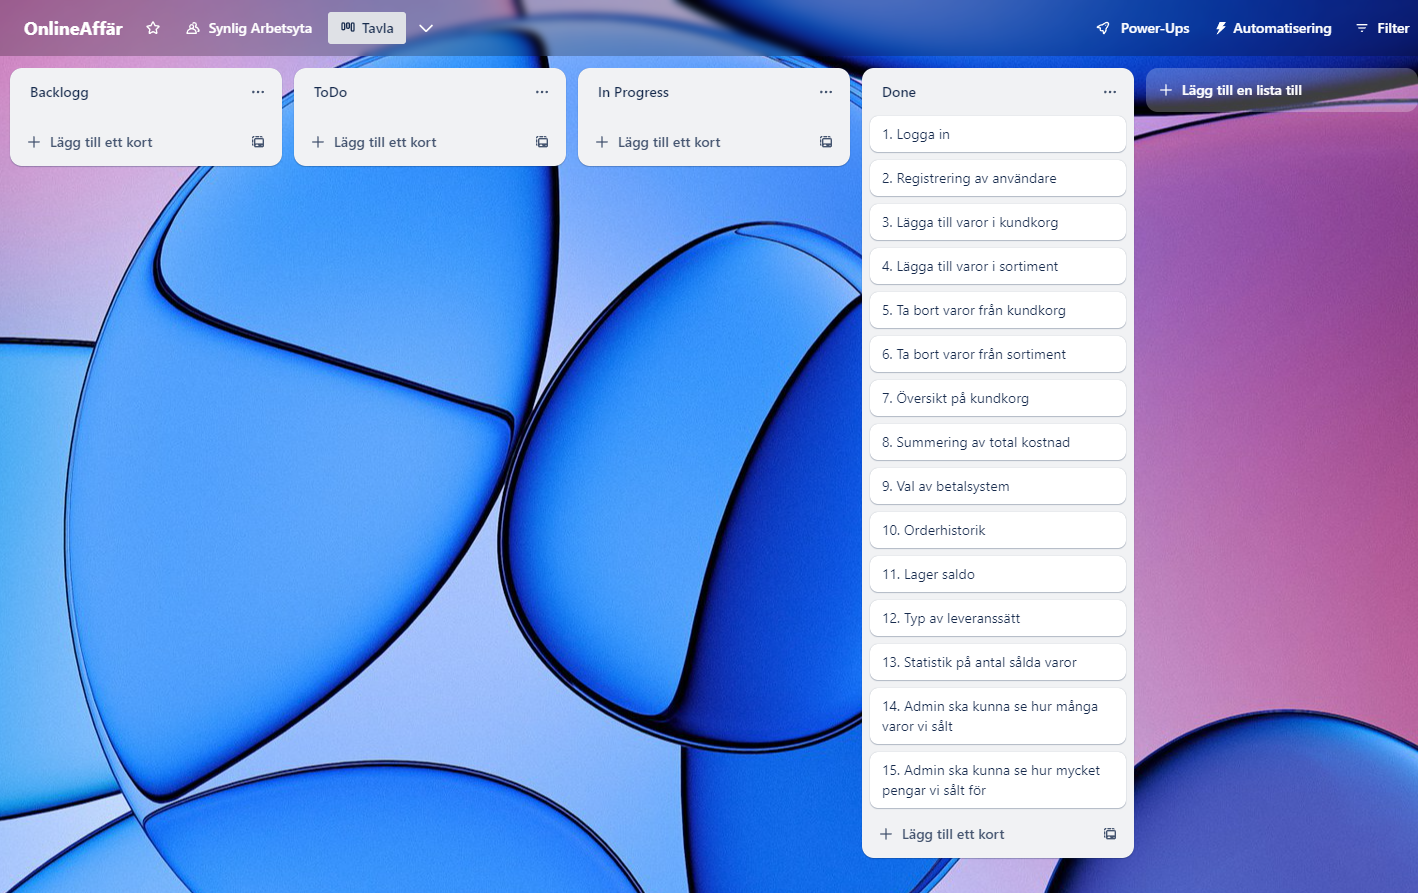 OnlineAffär
Synlig Arbetsyta
Tavla
Power-Ups
Automatisering
Filter
Backlogg
Lägg till ett kort
ToDo
Lägg till ett kort
In Progress
Lägg till ett kort
Done
1. Logga in
2. Registrering av användare
3. Lägga till varor i kundkorg
4. Lägga till varor i sortiment
5. Ta bort varor från kundkorg
6. Ta bort varor från sortiment
7. Översikt på kundkorg
8. Summering av total kostnad
9. Val av betalsystem
10. Orderhistorik
11. Lager saldo
12. Typ av leveranssätt
13. Statistik på antal sålda varor
14. Admin ska kunna se hur många
varor vi sålt
15. Admin ska kunna se hur mycket
pengar vi sålt för
Lägg till ett kort
Lägg till en lista till